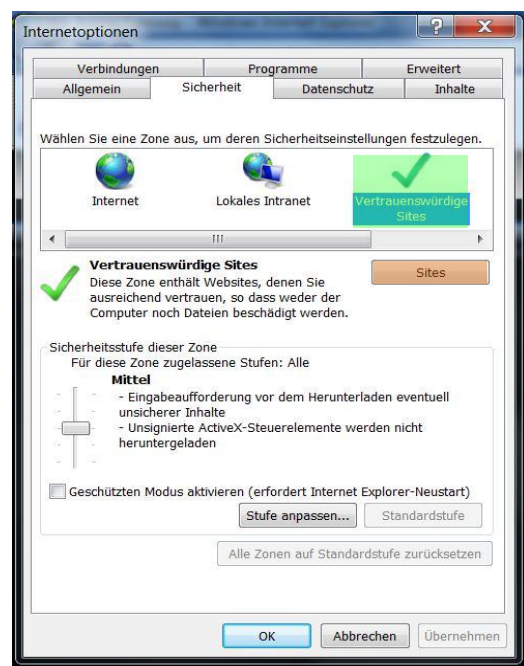 Internetoptionen
Verbindungen Programme Erweitert
Allgemein Sicherheit Datenschutz Inhalte
Wählen Sie eine Zone aus, um deren Sicherheitseinstellungen festzulegen.
Internet Lokales Intranet Vertrauenswürdige
Sites
Vertrauenswürdige Sites
Diese Zone enthält Websites, denen Sie
ausreichend vertrauen, so dass weder der
Computer noch Dateien beschädigt werden.
Sites
Sicherheitsstufe dieser Zone
Für diese Zone zugelassene Stufen: Alle
Mittel
- Eingabeaufforderung vor dem Herunterladen eventuell
unsicherer Inhalte
- Unsignierte ActiveX-Steuerelemente werden nicht
heruntergeladen
Geschützten Modus aktivieren (erfordert Internet Explorer-Neustart)
Stufe anpassen... Standardstufe
Alle Zonen auf Standardstufe zurücksetzen
OK Abbrechen Übernehmen